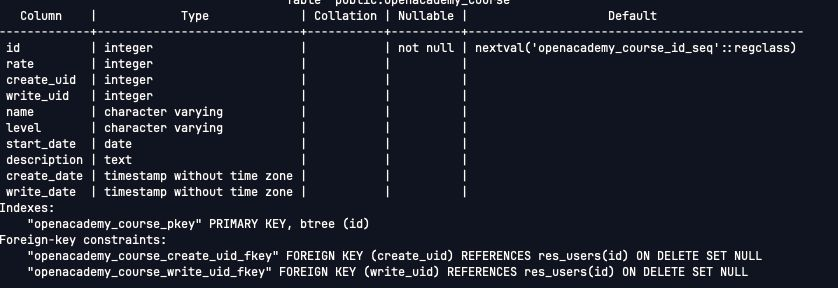 Table "public.openacademy_course"
Column | Type | Collation | Nullable | Default
-------------+-----------------------------+-----------+----------+------------------------------------------------
id | integer | | not null | nextval('openacademy_course_id_seq'::regclass)
rate | integer | | |
create_uid | integer | | |
write_uid | integer | | |
name | character varying | | |
level | character varying | | |
start_date | date | | |
description | text | | |
create_date | timestamp without time zone | | |
write_date | timestamp without time zone | | |
Indexes:
"openacademy_course_pkey" PRIMARY KEY, btree (id)
Foreign-key constraints:
"openacademy_course_create_uid_fkey" FOREIGN KEY (create_uid) REFERENCES res_users(id) ON DELETE SET NULL
"openacademy_course_write_uid_fkey" FOREIGN KEY (write_uid) REFERENCES res_users(id) ON DELETE SET NULL